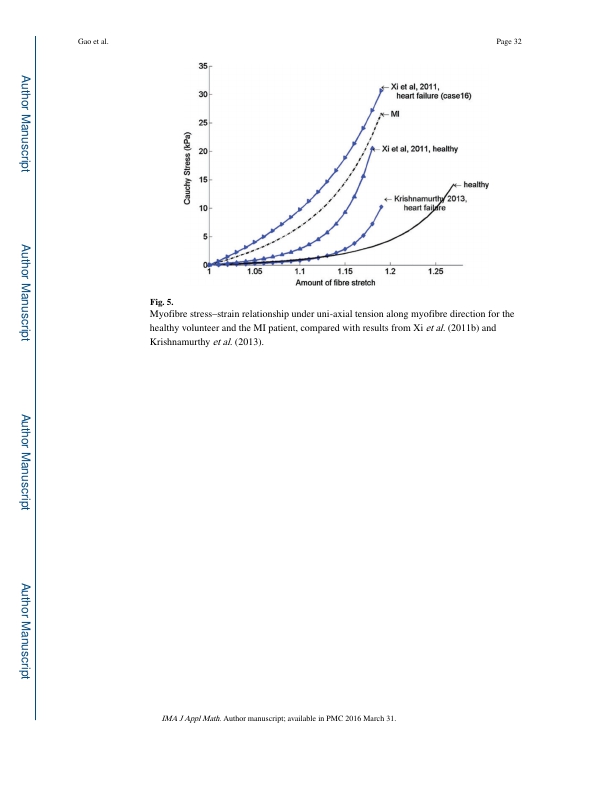 Gao et al.
Page 32
Author Manuscript
Author Manuscript
Author Manuscript
Author Manuscript
35
30
25
20
15
10
5
0
1
1.05
1.1
1.15
1.2
1.25
Cauchy Stress (kPa)
Amount of fibre stretch
Xi et al, 2011,
heart failure (case16)
MI
Xi et al, 2011, healthy
healthy
Krishnamurthy 2013,
heart failure
Fig. 5.
Myofibre stress–strain relationship under uni-axial tension along myofibre direction for the
healthy volunteer and the MI patient, compared with results from Xi et al. (2011b) and
Krishnamurthy et al. (2013).
IMA J Appl Math. Author manuscript; available in PMC 2016 March 31.